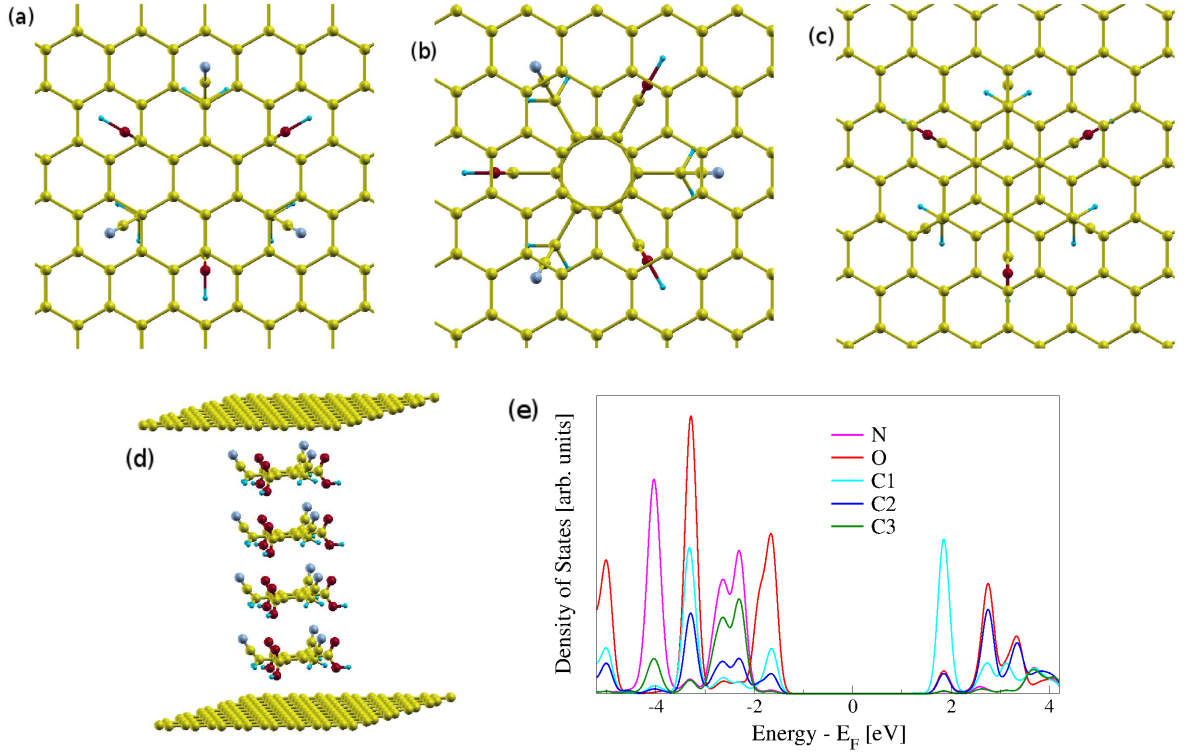 (a)
(b)
(c)
(d)
(e)
Density of States [arb. units]
N
O
C1
C2
C3
-4
-2
0
2
4
Energy - E_F [eV]